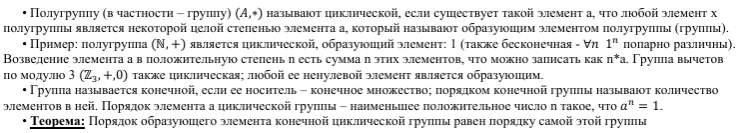 • Полугруппу (в частности – группу) (𝐴,∗) называют циклической, если существует такой элемент а, что любой элемент х
полугруппы является некоторой целой степенью элемента а, который называют образующим элементом полугруппы (группы).
• Пример: полугруппа (ℕ, +) является циклической, образующий элемент: 1 (также бесконечная - ∀𝑛 1ⁿ попарно различны).
Возведение элемента а в положительную степень n есть сумма n этих элементов, что можно записать как n*a. Группа вычетов
по модулю 3 (ℤ₃, +,0) также циклическая; любой ее ненулевой элемент является образующим.
• Группа называется конечной, если ее носитель – конечное множество; порядком конечной группы называют количество
элементов в ней. Порядок элемента а циклической группы – наименьшее положительное число n такое, что 𝑎ⁿ = 1.
• Теорема: Порядок образующего элемента конечной циклической группы равен порядку самой этой группы